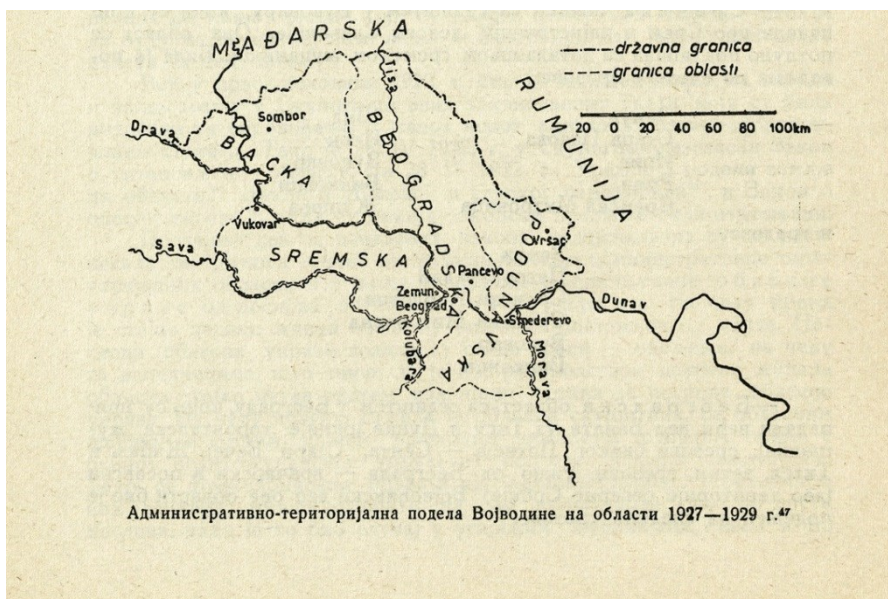 MAĐARSKA
državna granica
granica oblasti
RUMUNIJA
20 0 20 40 60 80 100km
Tisa
Sombor
Drava
BAČKA
BEOGRADSKA
PODUNAVSKA
Vukovar
Vršac
Sava
SREMSKA
Pančevo
Zemun
Beograd
Dunav
Smederevo
Kolubara
Morava
Административно-територијална подела Војводине на области 1927—1929 г.⁴⁷